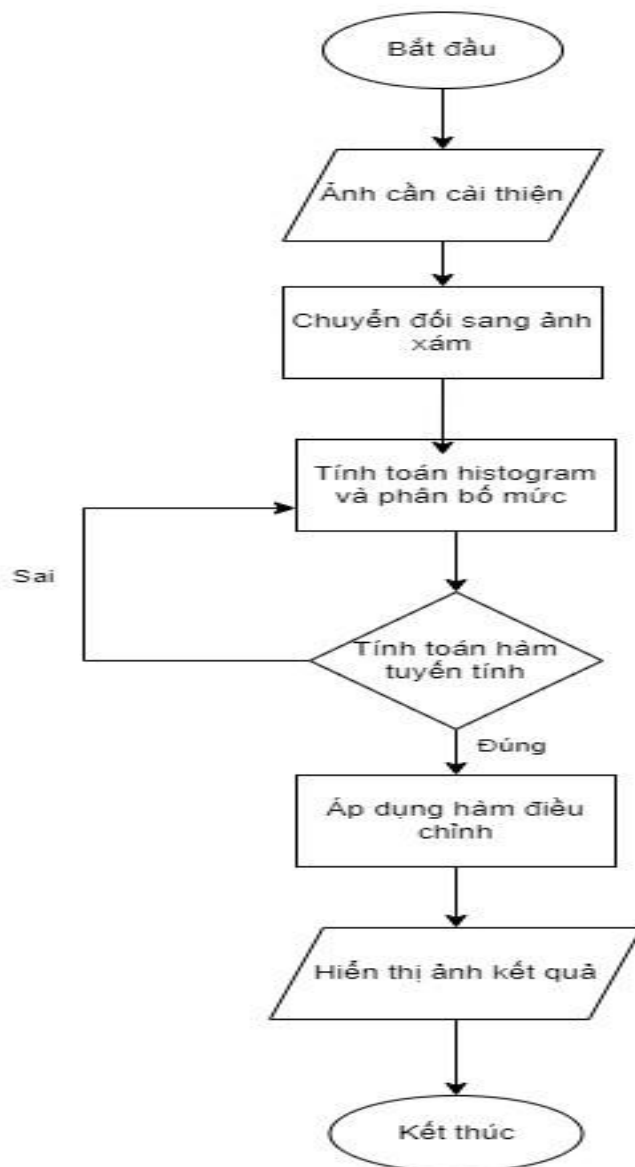 Bắt đầu
Ảnh cần cải thiện
Chuyển đổi sang ảnh
xám
Tính toán histogram
và phân bố mức
Sai
Tính toán hàm
tuyến tính
Đúng
Áp dụng hàm điều
chỉnh
Hiển thị ảnh kết quả
Kết thúc